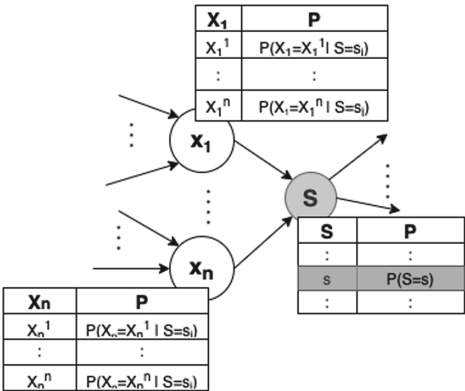 X₁ P
X₁¹ P(X₁=X₁¹| S=sᵢ)
: :
X₁ⁿ P(X₁=X₁ⁿ | S=sᵢ)
x₁
S
xₙ
S P
: :
s P(S=s)
: :
Xn P
Xₙ¹ P(Xₙ=Xₙ¹ | S=sᵢ)
: :
Xₙⁿ P(Xₙ=Xₙⁿ | S=sᵢ)